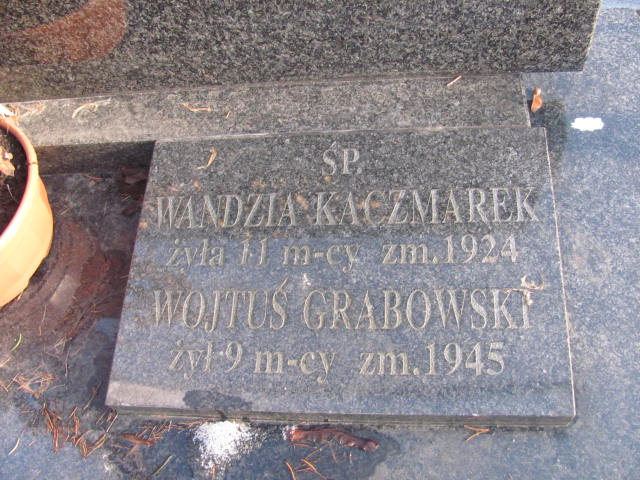 ŚP.
WANDZIA KACZMAREK
żyła 11 m-cy zm.1924
WOJTUŚ GRABOWSKI
żył 9 m-cy zm.1945